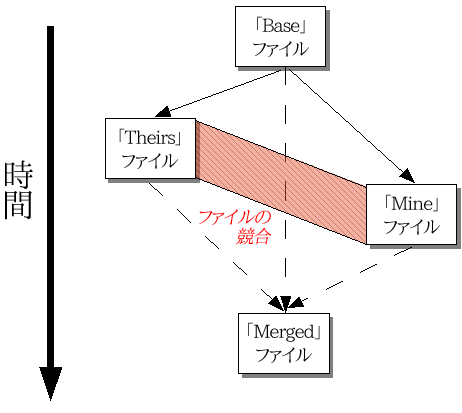 「Base」
ファイル
「Theirs」
ファイル
時間
「Mine」
ファイル
ファイルの
競合
「Merged」
ファイル